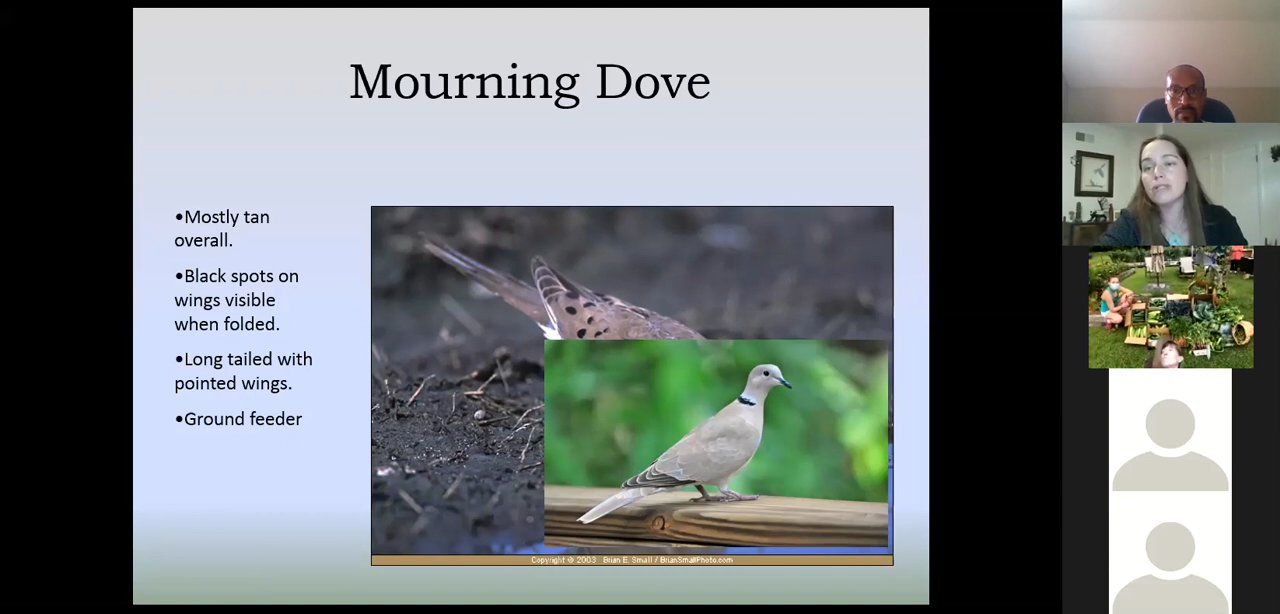 Mourning Dove
•Mostly tan
overall.
•Black spots on
wings visible
when folded.
•Long tailed with
pointed wings.
•Ground feeder
Copyright © 2003 Brian E. Small / BrianSmallPhoto.com